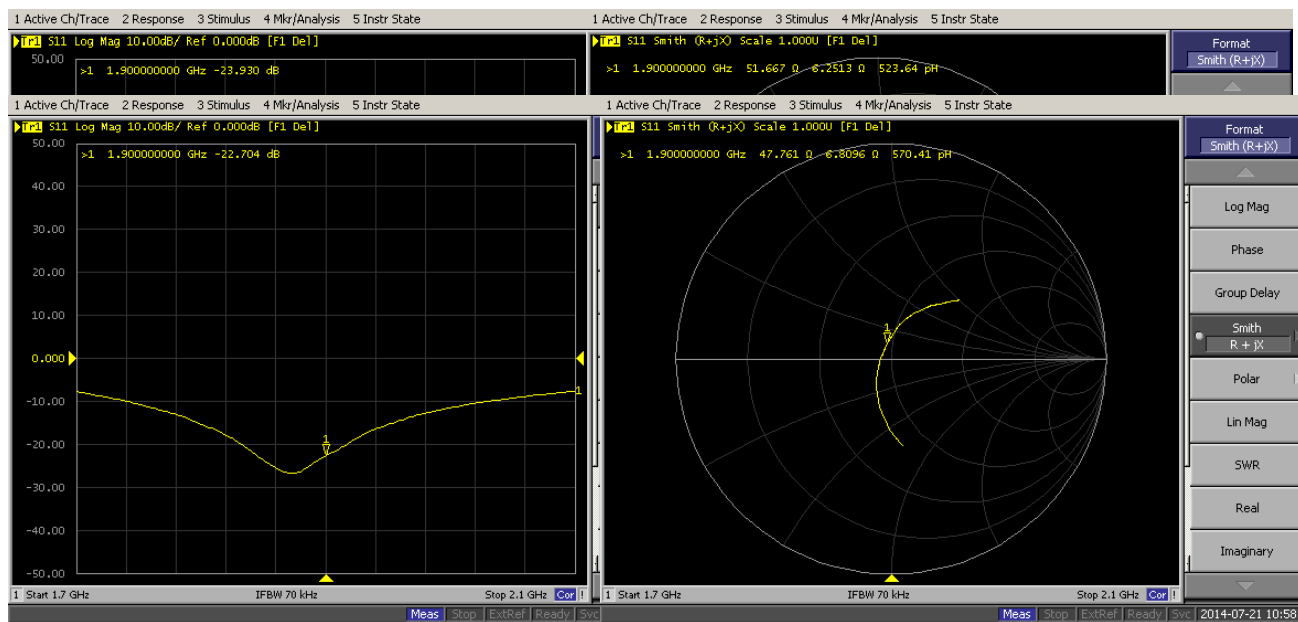 1 Active Ch/Trace 2 Response 3 Stimulus 4 Mkr/Analysis 5 Instr State
1 Active Ch/Trace 2 Response 3 Stimulus 4 Mkr/Analysis 5 Instr State
Tr1 S11 Log Mag 10.00dB/ Ref 0.000dB [F1 Del]
50.00
>1 1.900000000 GHz -23.930 dB
Tr1 S11 Smith (R+jX) Scale 1.000U [F1 Del]
>1 1.900000000 GHz 51.667 Ω 6.2513 Ω 523.64 pH
Format
Smith (R+jX)
1 Active Ch/Trace 2 Response 3 Stimulus 4 Mkr/Analysis 5 Instr State
1 Active Ch/Trace 2 Response 3 Stimulus 4 Mkr/Analysis 5 Instr State
Tr1 S11 Log Mag 10.00dB/ Ref 0.000dB [F1 Del]
50.00
>1 1.900000000 GHz -22.704 dB
40.00
30.00
20.00
10.00
0.000
-10.00
-20.00
-30.00
-40.00
-50.00
1
1
1 Start 1.7 GHz IFBW 70 kHz Stop 2.1 GHz Cor !
Meas Stop ExtRef Ready Svc
Tr1 S11 Smith (R+jX) Scale 1.000U [F1 Del]
>1 1.900000000 GHz 47.761 Ω 6.8096 Ω 570.41 pH
1
1 Start 1.7 GHz IFBW 70 kHz Stop 2.1 GHz Cor !
Meas Stop ExtRef Ready Svc 2014-07-21 10:58
Format
Smith (R+jX)
Log Mag
Phase
Group Delay
Smith
R + jX
Polar
Lin Mag
SWR
Real
Imaginary